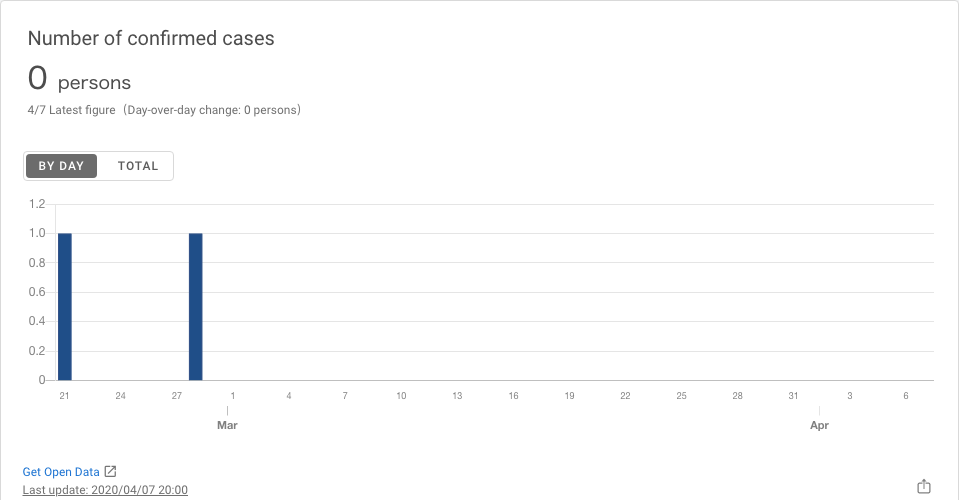 Number of confirmed cases
0 persons
4/7 Latest figure（Day-over-day change: 0 persons）
BY DAY TOTAL
1.2
1.0
0.8
0.6
0.4
0.2
0
21 24 27 1 4 7 10 13 16 19 22 25 28 31 3 6
Mar Apr
Get Open Data
Last update: 2020/04/07 20:00